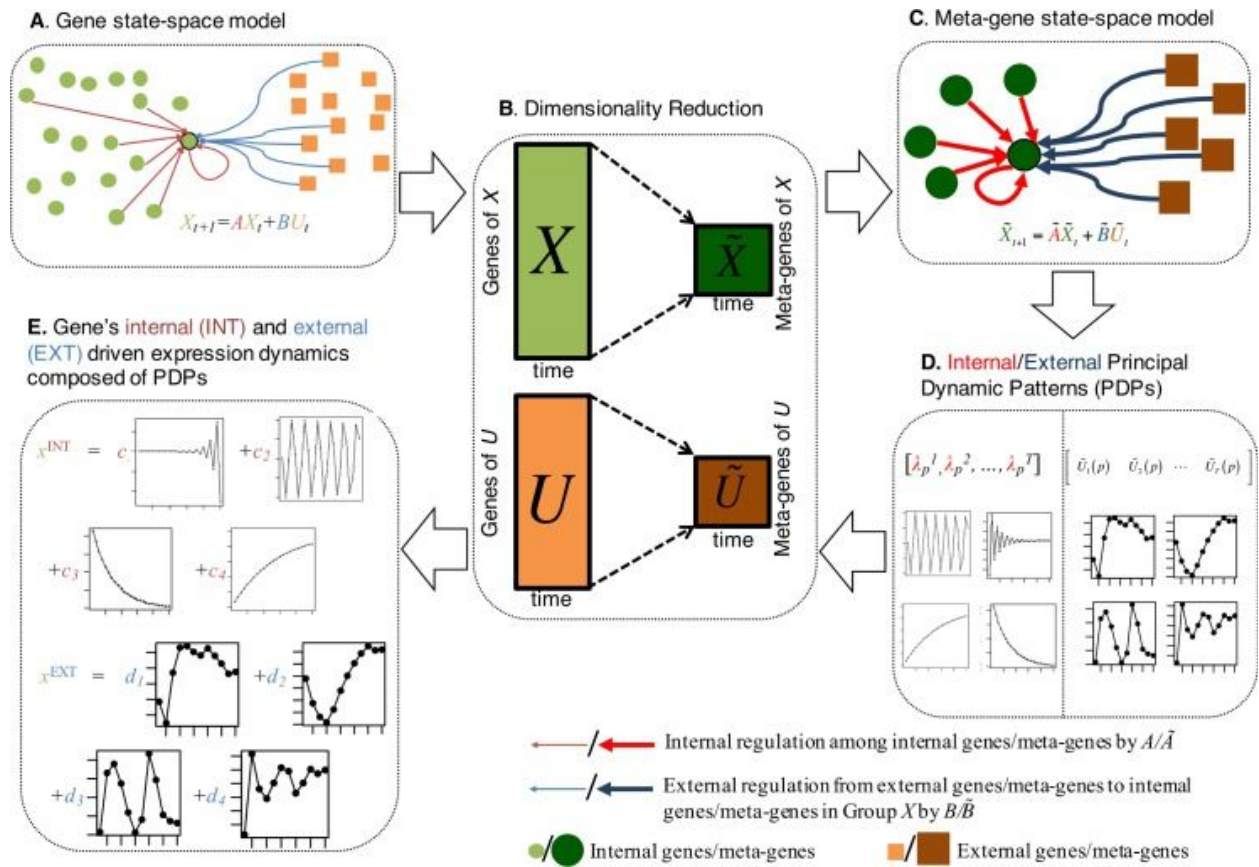 A. Gene state-space model
X_{t+1}=AX_t+BU_t
B. Dimensionality Reduction
Genes of X
X
time
X̃
time
Meta-genes of X
Genes of U
U
time
Ũ
time
Meta-genes of U
C. Meta-gene state-space model
X̃_{t+1} = ÃX̃_t + B̃Ũ_t
D. Internal/External Principal
Dynamic Patterns (PDPs)
[λ_p^1, λ_p^2, ..., λ_p^T]
[Ũ_1(p) Ũ_2(p) ⋯ Ũ_T(p)]
E. Gene's internal (INT) and external
(EXT) driven expression dynamics
composed of PDPs
x^INT = c
+c_2
+c_3
+c_4
x^EXT = d_1
+d_2
+d_3
+d_4
/ Internal regulation among internal genes/meta-genes by A/Ã
/ External regulation from external genes/meta-genes to internal
genes/meta-genes in Group X by B/B̃
/ Internal genes/meta-genes
/ External genes/meta-genes